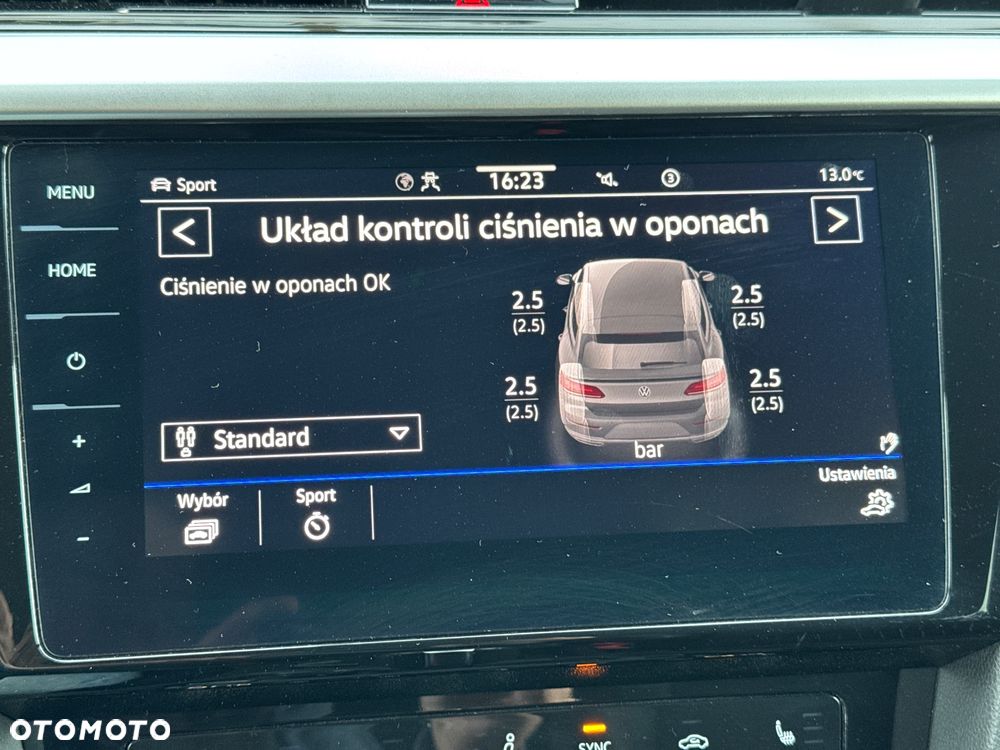 MENU
HOME
Sport
16:23
3
13.0°C
<
Układ kontroli ciśnienia w oponach
>
Ciśnienie w oponach OK
2.5
(2.5)
2.5
(2.5)
2.5
(2.5)
2.5
(2.5)
bar
Standard
+
-
Wybór
Sport
Ustawienia
SYNC
OTOMOTO